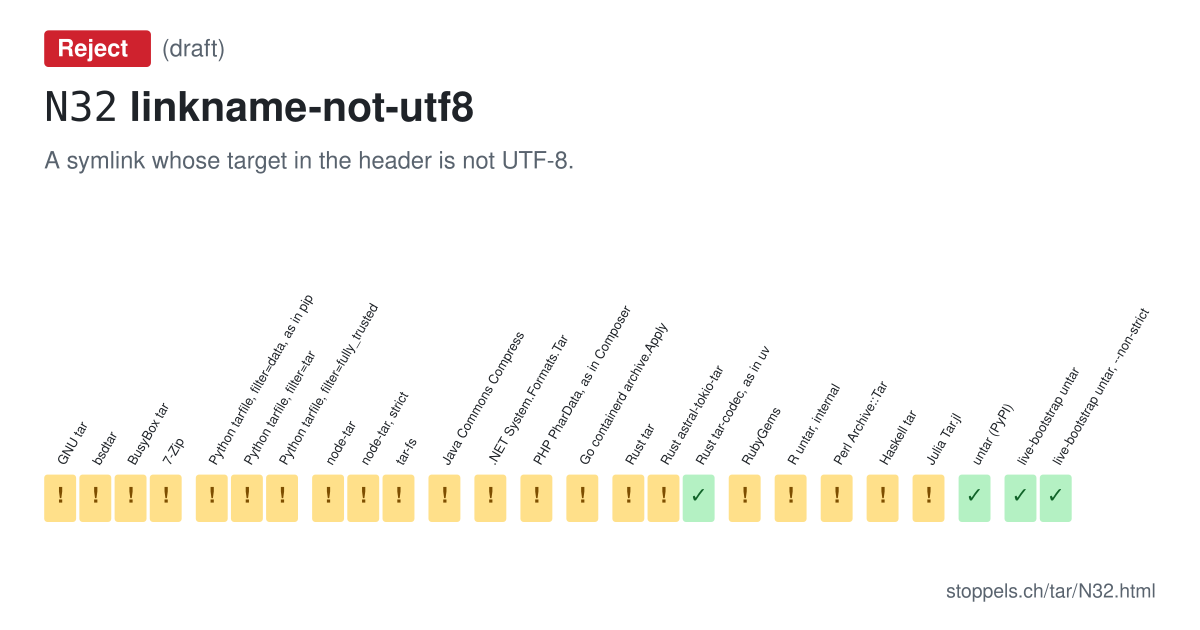 Reject (draft)
N32 linkname-not-utf8
A symlink whose target in the header is not UTF-8.
GNU tar
bsdtar
BusyBox tar
7-Zip
Python tarfile, filter=data, as in pip
Python tarfile, filter=tar
Python tarfile, filter=fully_trusted
node-tar
node-tar, strict
tar-fs
Java Commons Compress
.NET System.Formats.Tar
PHP PharData, as in Composer
Go containerd archive.Apply
Rust tar
Rust astral-tokio-tar
Rust tar-codec, as in uv
RubyGems
R untar, internal
Perl Archive::Tar
Haskell tar
Julia Tar.jl
untar (PyPI)
live-bootstrap untar
live-bootstrap untar, --non-strict
! ! ! ! ! ! ! ! ! ! ! ! ! ! ! ! ✓ ! ! ! ! ! ✓ ✓ ✓
stoppels.ch/tar/N32.html